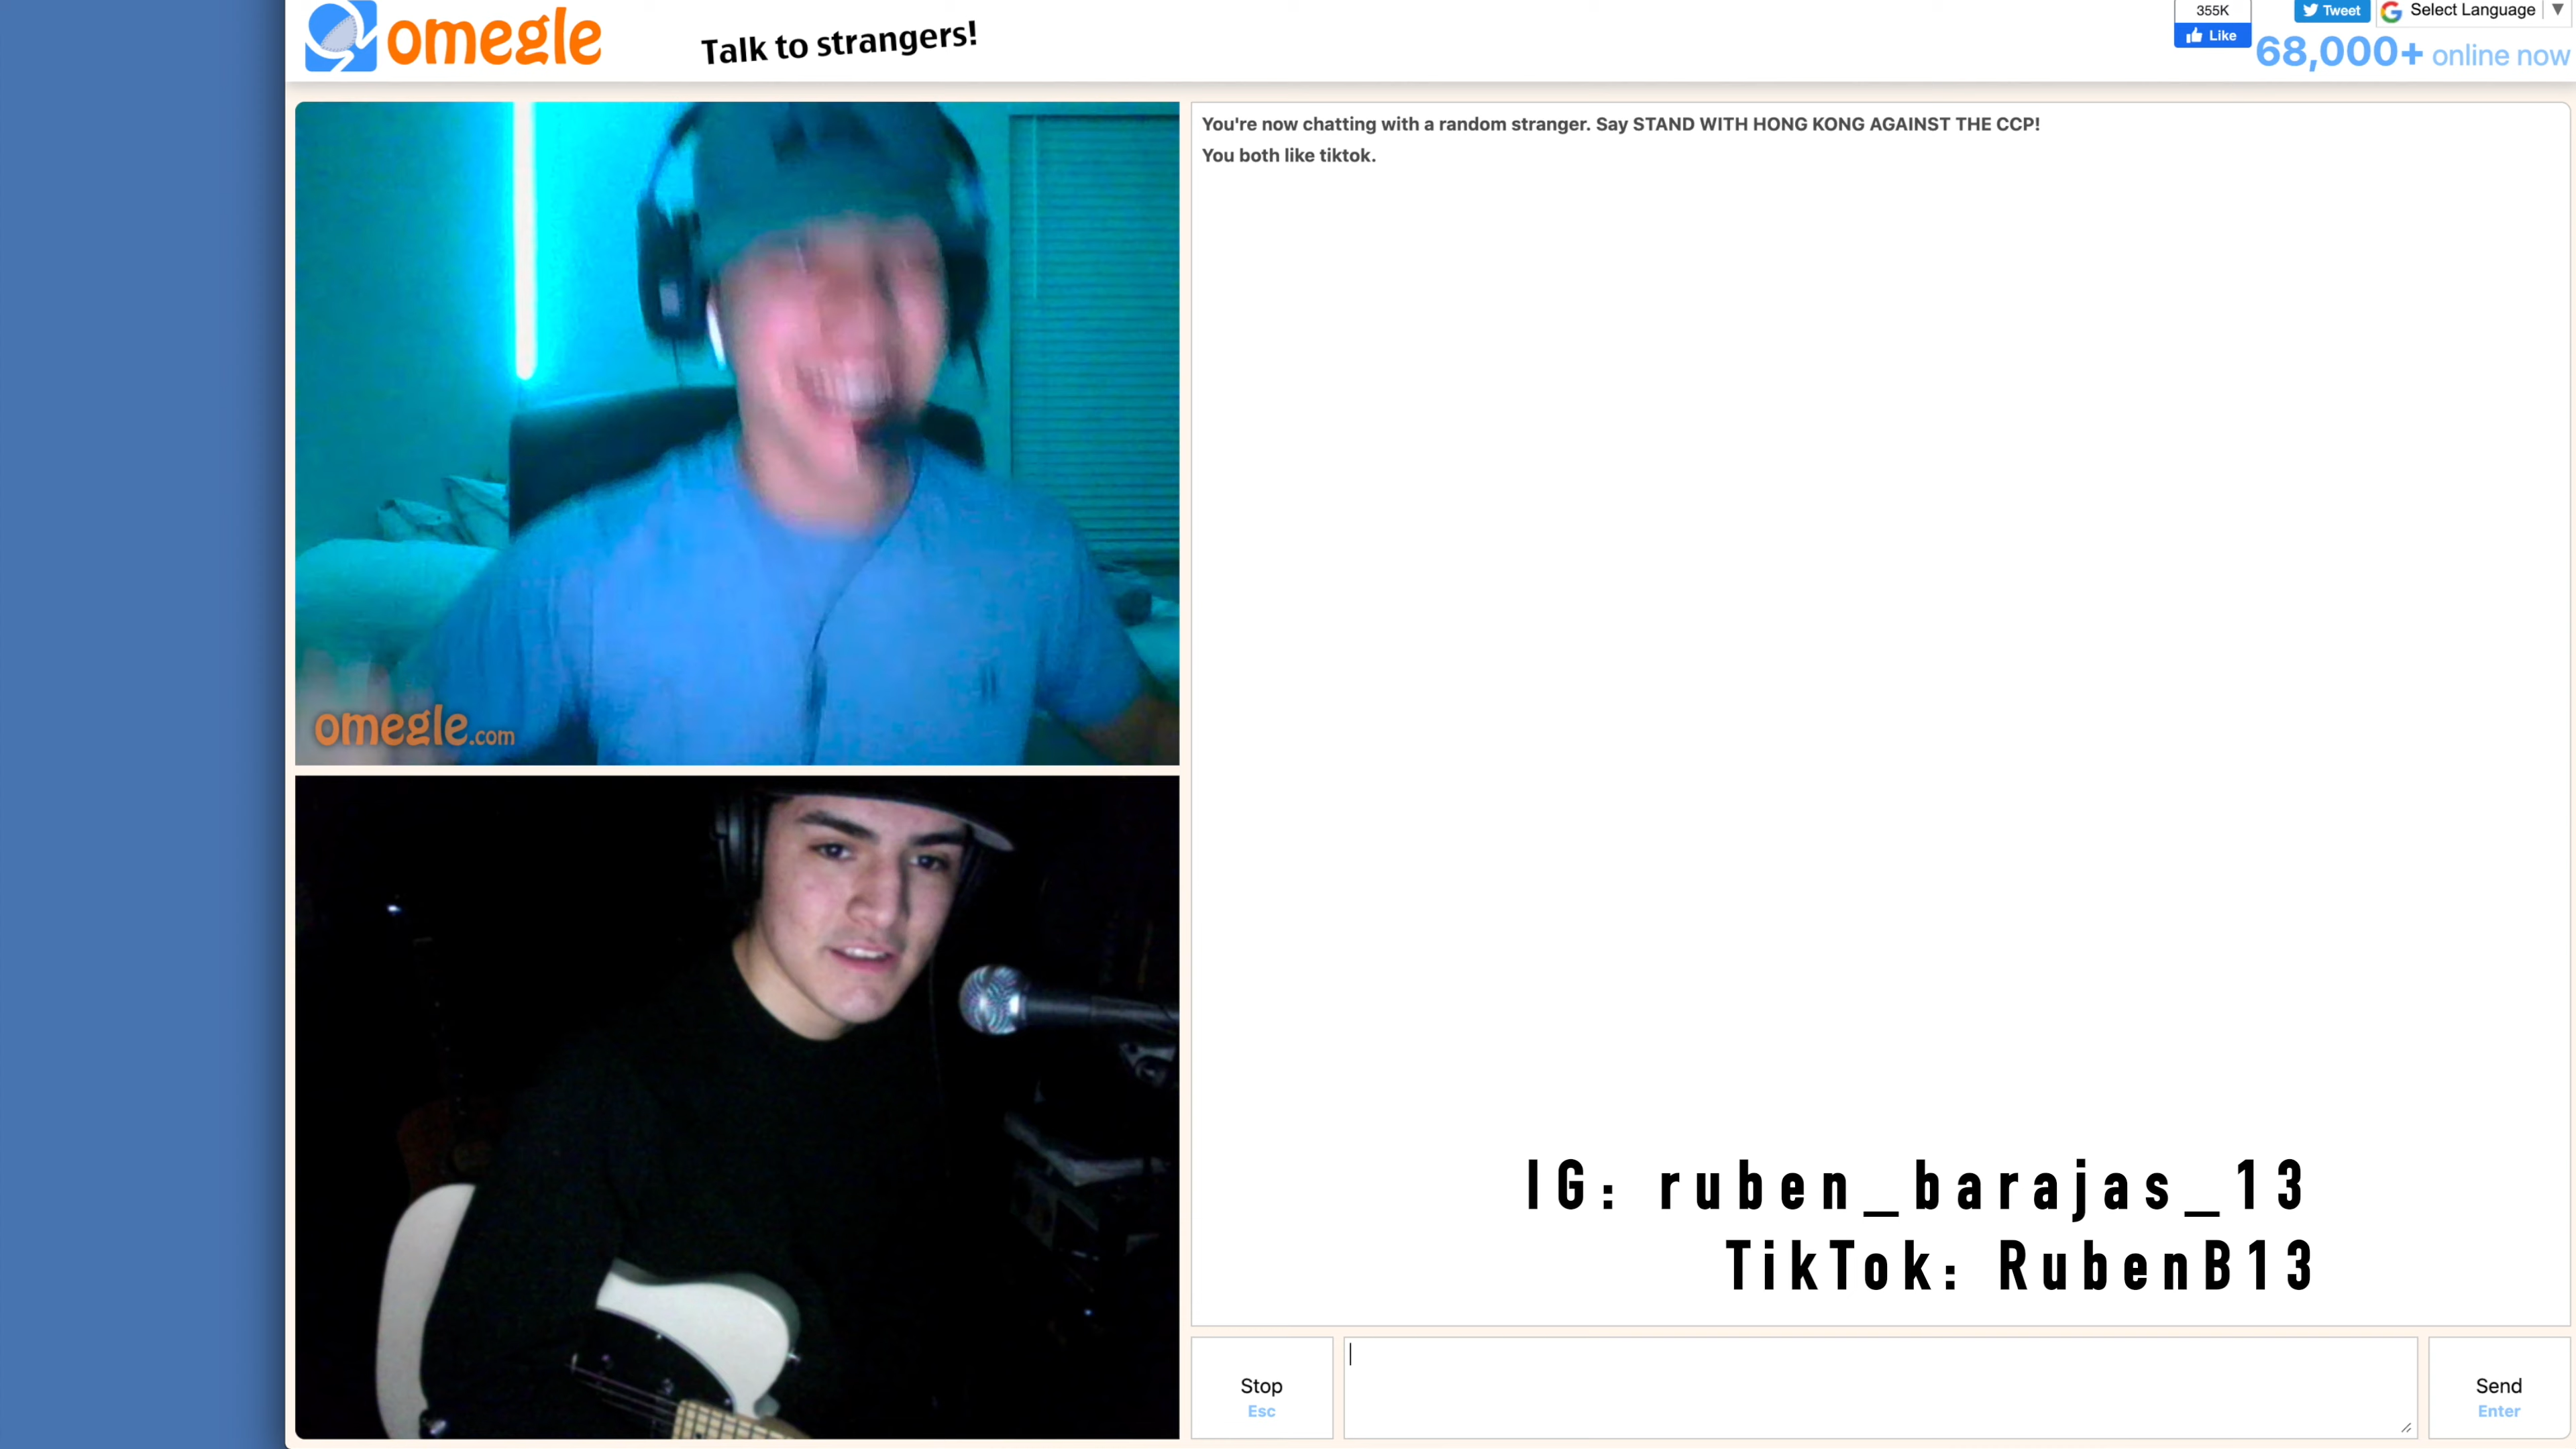 omegle
Talk to strangers!
355K
Like
Tweet
Select Language
68,000+ online now
You're now chatting with a random stranger. Say STAND WITH HONG KONG AGAINST THE CCP!
You both like tiktok.
omegle.com
IG: ruben_barajas_13
TikTok: RubenB13
Stop
Esc
Send
Enter